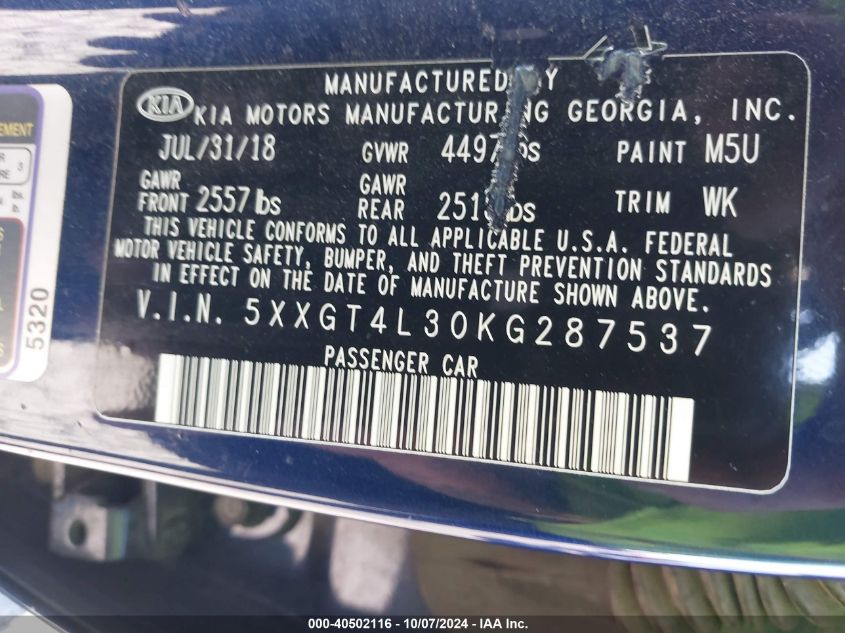 MANUFACTURED BY
KIA
KIA MOTORS MANUFACTURING GEORGIA, INC.
JUL/31/18 GVWR PAINT M5U
GAWR FRONT 2557 lbs GAWR REAR TRIM WK
THIS VEHICLE CONFORMS TO ALL APPLICABLE U.S.A. FEDERAL
MOTOR VEHICLE SAFETY, BUMPER, AND THEFT PREVENTION STANDARDS
IN EFFECT ON THE DATE OF MANUFACTURE SHOWN ABOVE.
V.I.N. 5XXGT4L30KG287537
PASSENGER CAR
5320
000-40502116 - 10/07/2024 - IAA Inc.